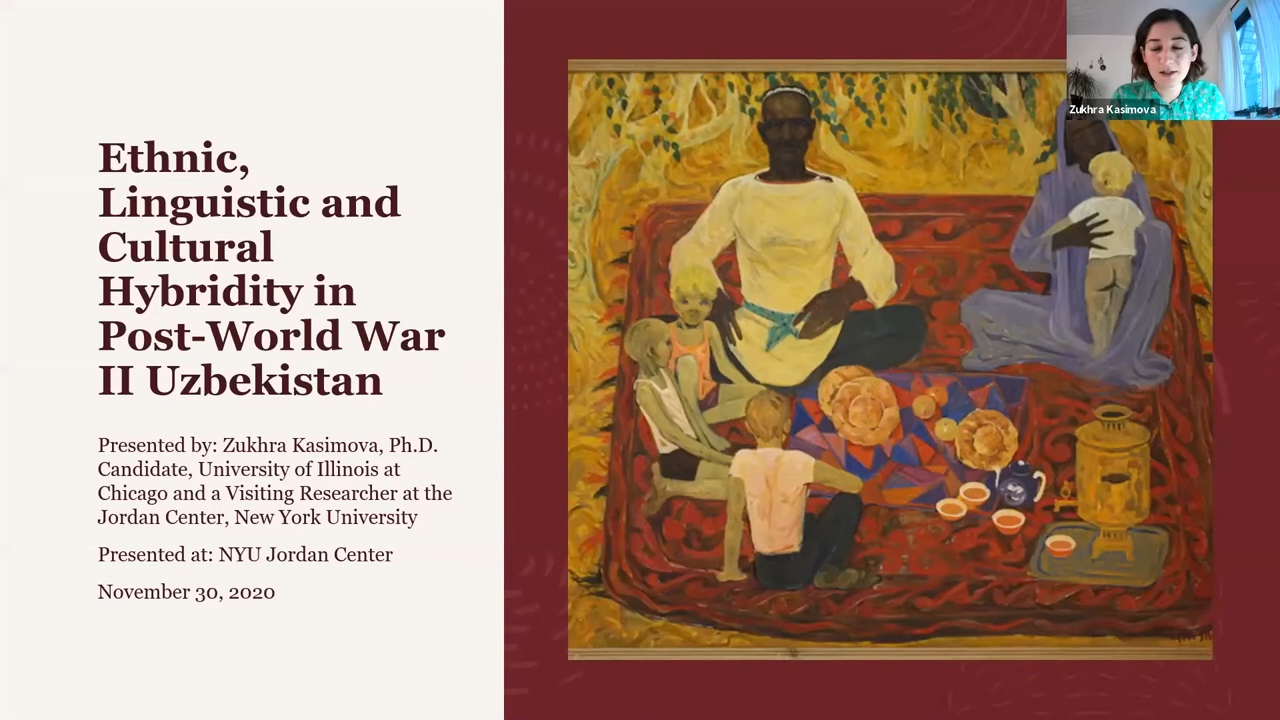 Ethnic,
Linguistic and
Cultural
Hybridity in
Post-World War
II Uzbekistan
Presented by: Zukhra Kasimova, Ph.D.
Candidate, University of Illinois at
Chicago and a Visiting Researcher at the
Jordan Center, New York University
Presented at: NYU Jordan Center
November 30, 2020
Zukhra Kasimova